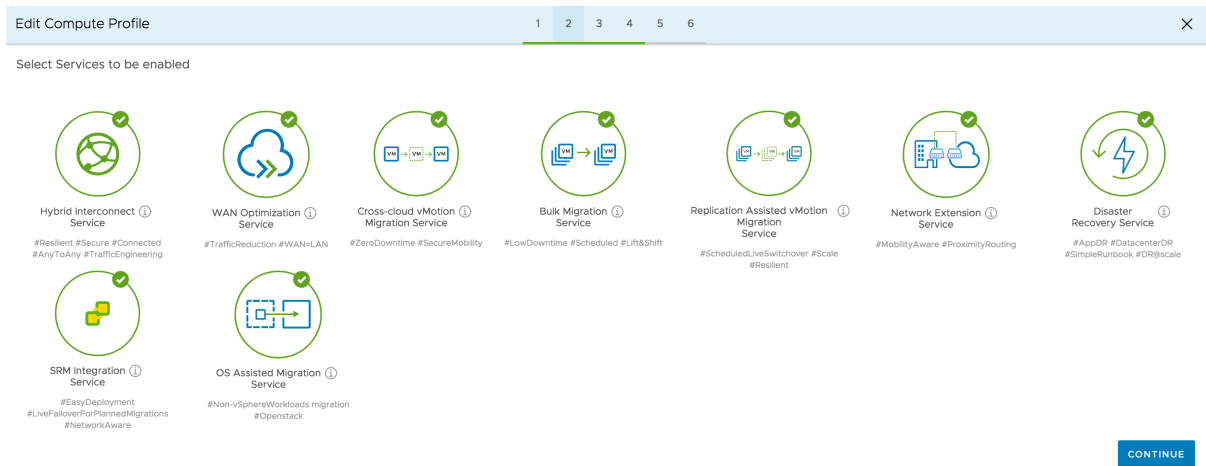 Edit Compute Profile
1 2 3 4 5 6
Select Services to be enabled
VM VM VM
VM VM
VM VM VM
Hybrid Interconnect
Service
#Resilient #Secure #Connected
#AnyToAny #TrafficEngineering
WAN Optimization
Service
#TrafficReduction #WAN=LAN
Cross-cloud vMotion
Migration Service
#ZeroDowntime #SecureMobility
Bulk Migration
Service
#LowDowntime #Scheduled #Lift&Shift
Replication Assisted vMotion
Migration
Service
#ScheduledLiveSwitchover #Scale
#Resilient
Network Extension
Service
#MobilityAware #ProximityRouting
Disaster
Recovery Service
#AppDR #DatacenterDR
#SimpleRunbook #DR@scale
SRM Integration
Service
#EasyDeployment
#LiveFailoverForPlannedMigrations
#NetworkAware
OS Assisted Migration
Service
#Non-vSphereWorkloads migration
#Openstack
CONTINUE